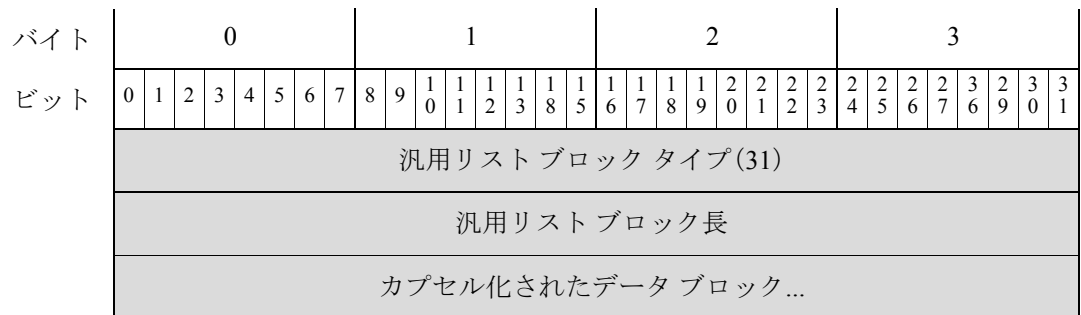 バイト 0 1 2 3
ビット 0 1 2 3 4 5 6 7 8 9 10 11 12 13 18 15 16 17 18 19 20 21 22 23 24 25 26 27 36 29 30 31
汎用リスト ブロック タイプ(31)
汎用リスト ブロック長
カプセル化されたデータ ブロック...